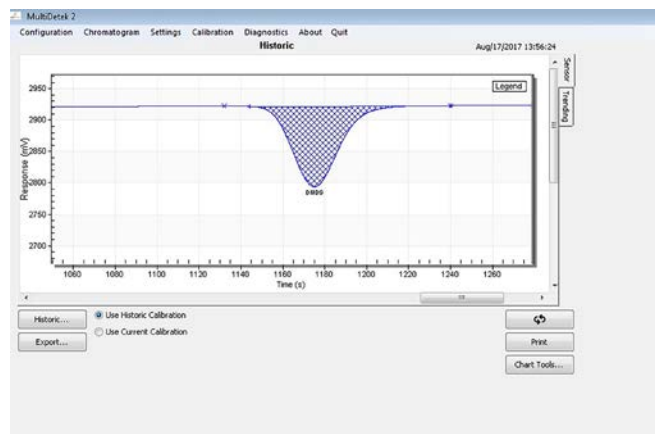 MultiDetek 2
Configuration Chromatogram Settings Calibration Diagnostics About Quit
Historic Aug/17/2017 13:56:24
Sensor
Trending
Legend
2950
2900
2850
2800
2750
2700
Response (mV)
DMDS
1060 1080 1100 1120 1140 1160 1180 1200 1220 1240 1260
Time (s)
Historic... Use Historic Calibration
Export... Use Current Calibration
Print
Chart Tools...